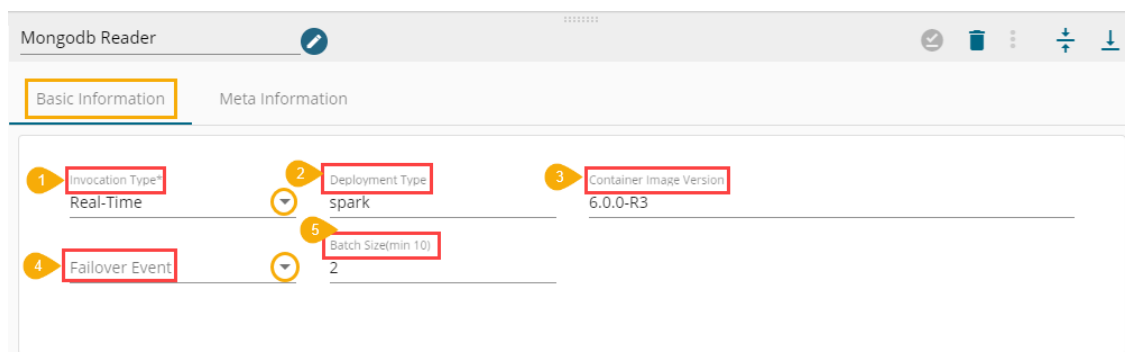 Mongodb Reader
Basic Information
Meta Information
1 Invocation Type*
2 Deployment Type
3 Container Image Version
Real-Time
spark
6.0.0-R3
4 Failover Event
5 Batch Size(min 10)
2